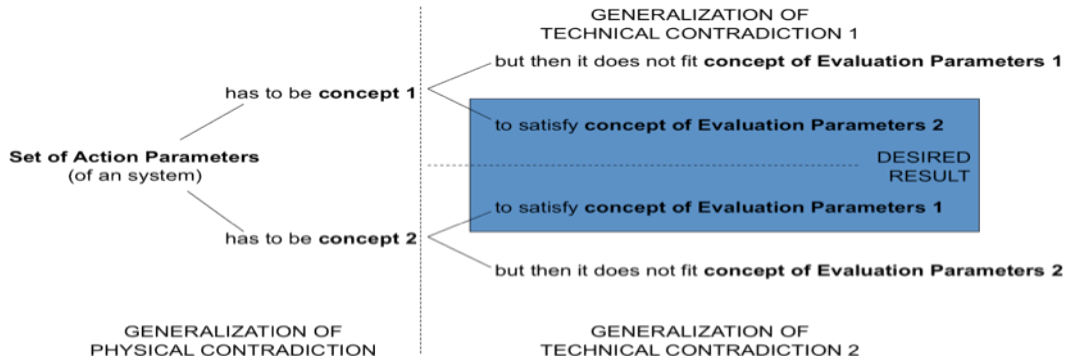 GENERALIZATION OF
TECHNICAL CONTRADICTION 1
but then it does not fit concept of Evaluation Parameters 1
has to be concept 1
to satisfy concept of Evaluation Parameters 2
Set of Action Parameters
(of an system)
DESIRED
RESULT
to satisfy concept of Evaluation Parameters 1
has to be concept 2
but then it does not fit concept of Evaluation Parameters 2
GENERALIZATION OF
PHYSICAL CONTRADICTION
GENERALIZATION OF
TECHNICAL CONTRADICTION 2